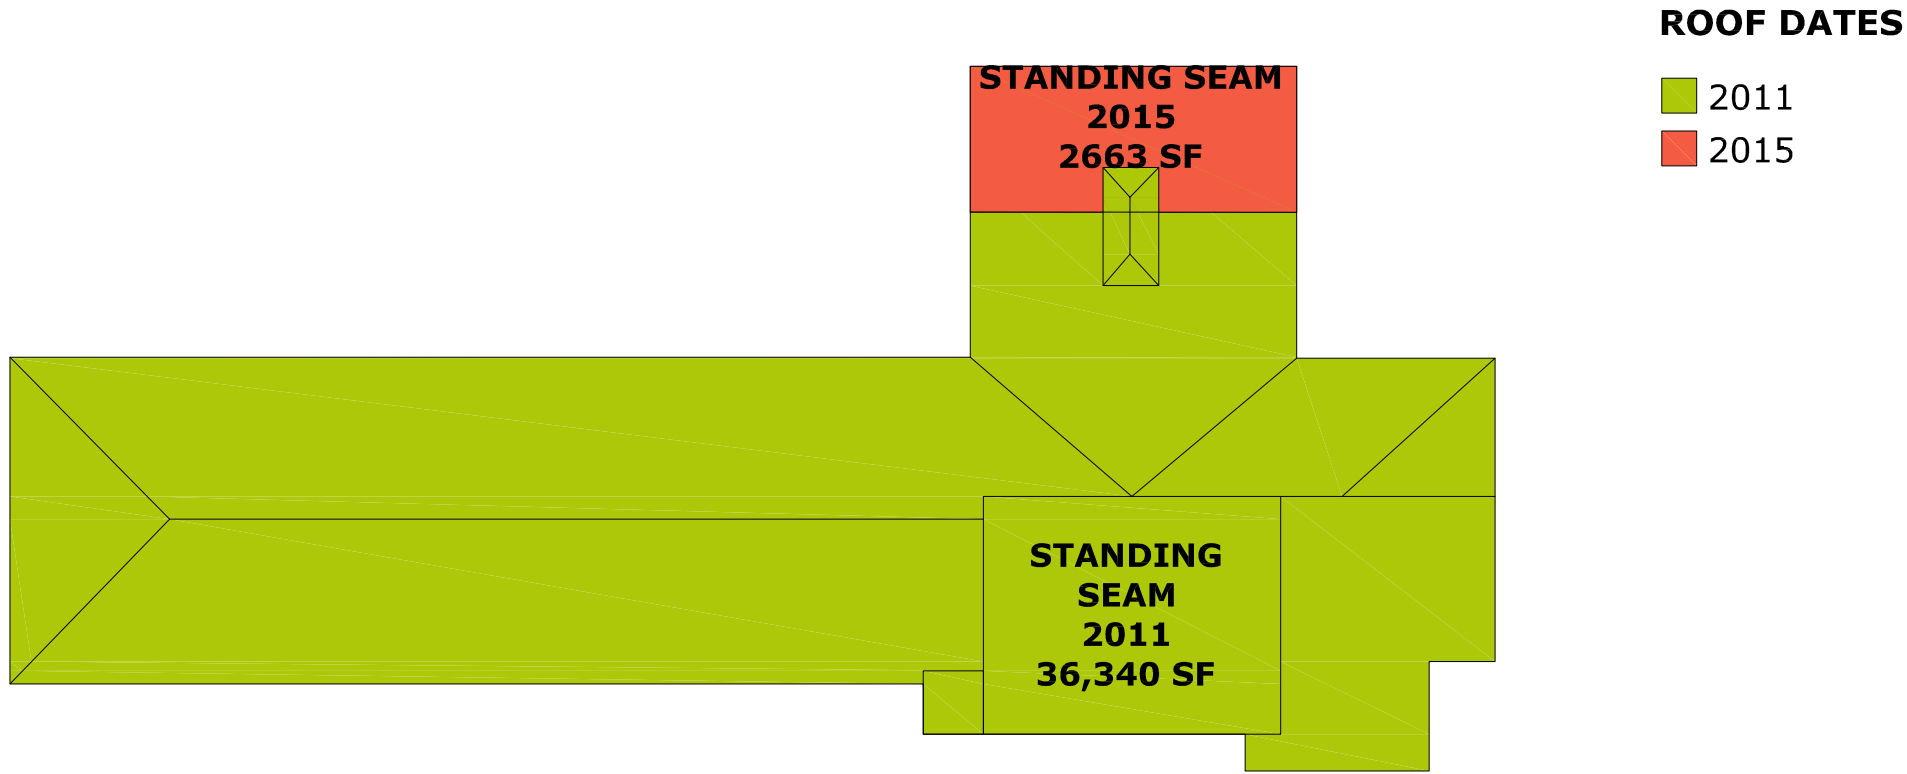 ROOF DATES
2011
2015
STANDING SEAM
2015
2663 SF
STANDING
SEAM
2011
36,340 SF